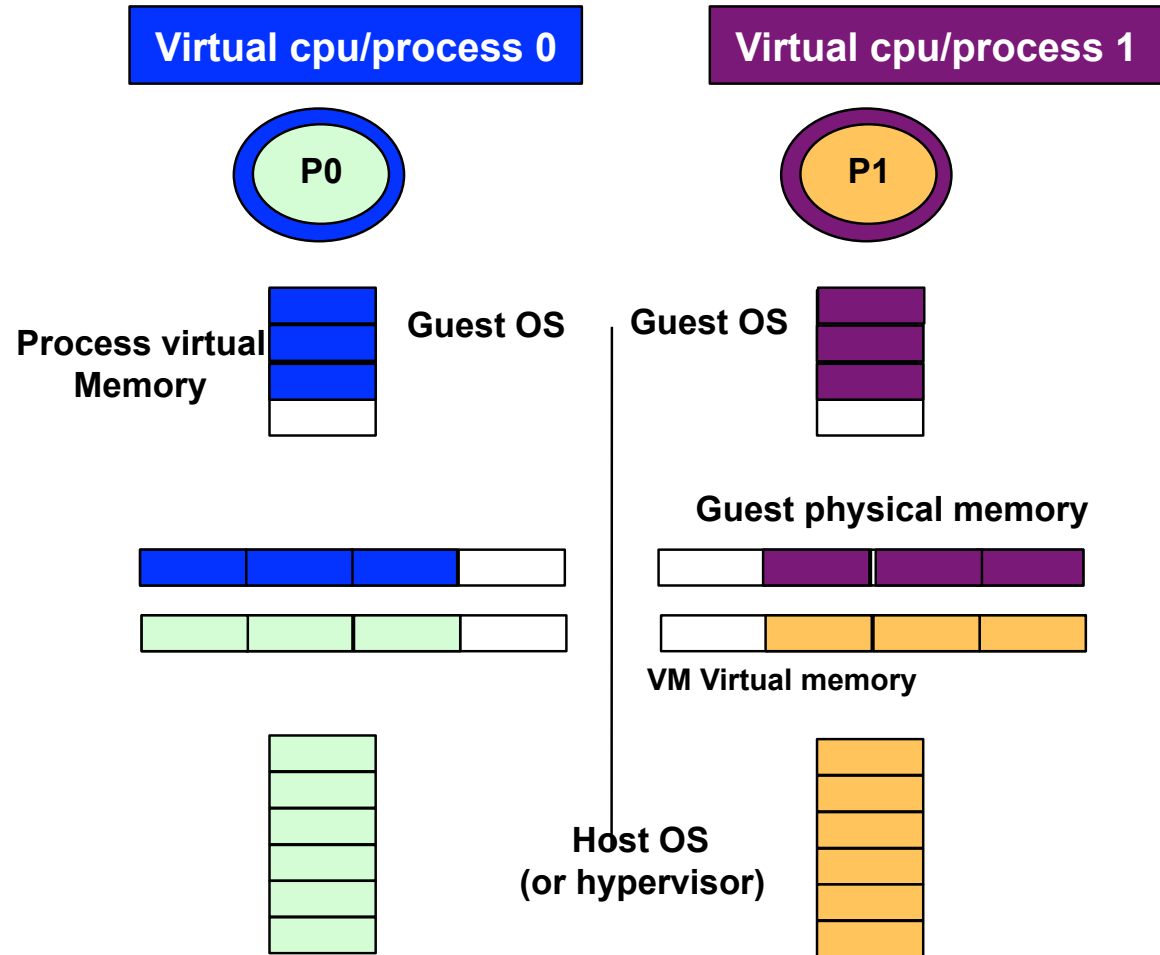 Virtual cpu/process 0
Virtual cpu/process 1
P0
P1
Guest OS
Guest OS
Process virtual
Memory
Guest physical memory
VM Virtual memory
Host OS
(or hypervisor)